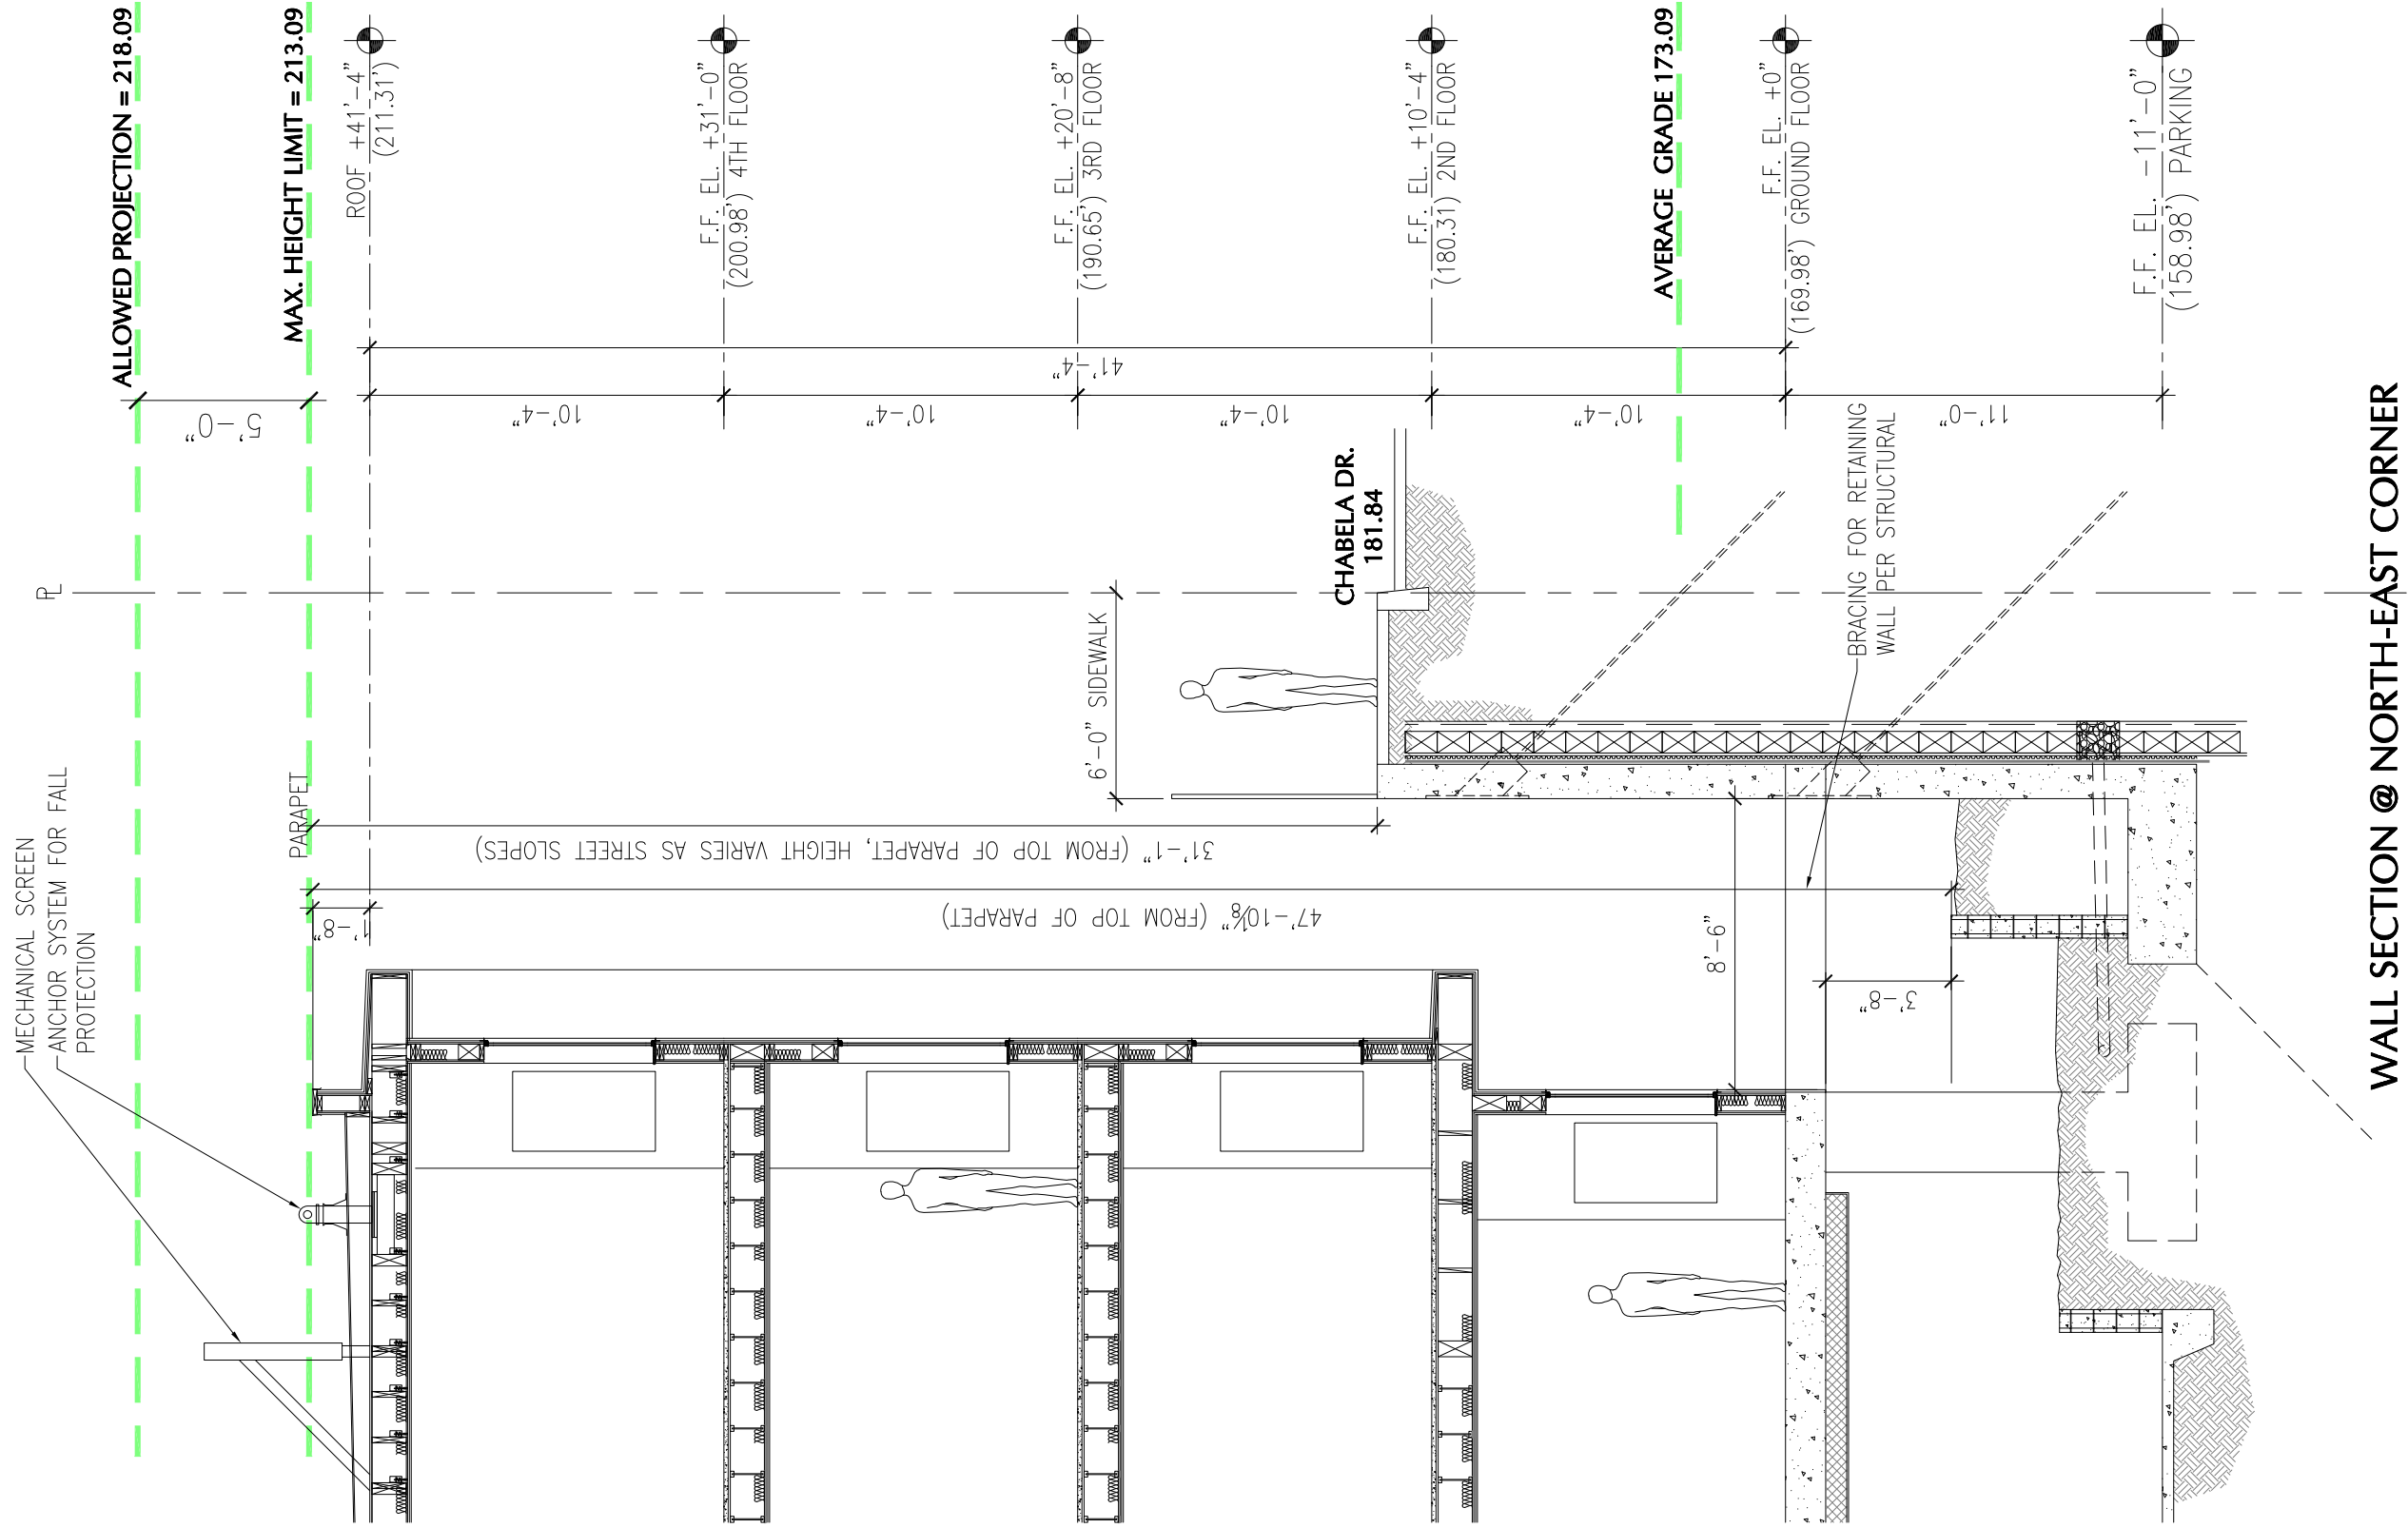 ALLOWED PROJECTION = 218.09
MAX. HEIGHT LIMIT = 213.09
ROOF +41'-4"
(211.31')
F.F. EL. +31'-0"
(200.98') 4TH FLOOR
F.F. EL. +20'-8"
(190.65') 3RD FLOOR
F.F. EL. +10'-4"
(180.31) 2ND FLOOR
AVERAGE GRADE 173.09
F.F. EL. +0"
(169.98') GROUND FLOOR
F.F. EL. -11'-0"
(158.98') PARKING
5'-0"
41'-4"
10'-4"
10'-4"
10'-4"
10'-4"
11'-0"
PL
CHABELA DR.
181.84
6'-0" SIDEWALK
BRACING FOR RETAINING
WALL PER STRUCTURAL
MECHANICAL SCREEN
ANCHOR SYSTEM FOR FALL
PROTECTION
PARAPET
31'-1" (FROM TOP OF PARAPET, HEIGHT VARIES AS STREET SLOPES)
47'-10⅛" (FROM TOP OF PARAPET)
1'-8"
8'-6"
3'-8"
WALL SECTION @ NORTH-EAST CORNER